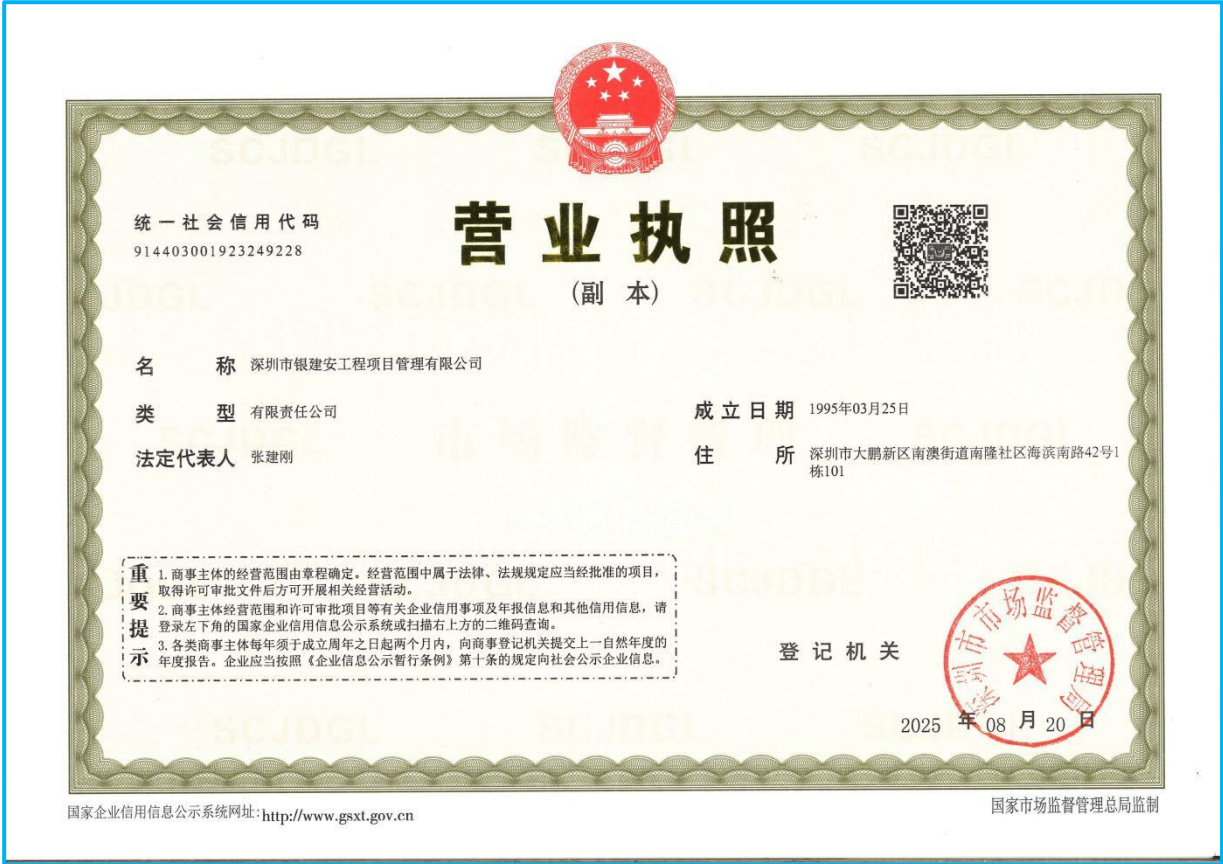 统一社会信用代码
914403001923249228
营业执照
(副 本)
名 称 深圳市银建安工程项目管理有限公司
类 型 有限责任公司
法定代表人 张建刚
成立日期 1995年03月25日
住 所 深圳市大鹏新区南澳街道南隆社区海滨南路42号1
栋101
重要提示
1. 商事主体的经营范围由章程确定。经营范围中属于法律、法规规定应当经批准的项目，
取得许可审批文件后方可开展相关经营活动。
2. 商事主体经营范围和许可审批项目等有关企业信用事项及年报信息和其他信用信息，请
登录左下角的国家企业信用信息公示系统或扫描右上方的二维码查询。
3. 各类商事主体每年须于成立周年之日起两个月内，向商事登记机关提交上一自然年度的
年度报告。企业应当按照《企业信息公示暂行条例》第十条的规定向社会公示企业信息。
登记机关
深圳市市场监督管理局
2025 年 08 月 20 日
国家企业信用信息公示系统网址：http://www.gsxt.gov.cn
国家市场监督管理总局监制